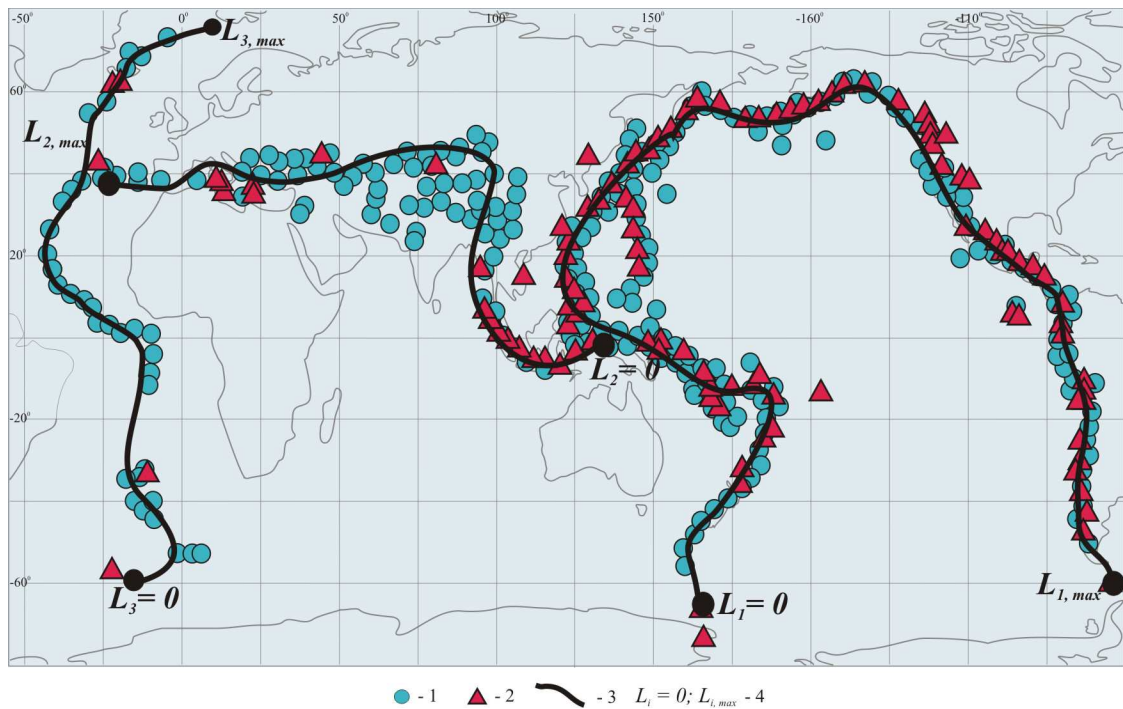 -50° 0° 50° 100° 150° -160° -110°
L3, max
60°
L2, max
20°
L2 = 0
-20°
-60°
L3 = 0
L1 = 0
L1, max
- 1 - 2 - 3 Li = 0; Li, max - 4